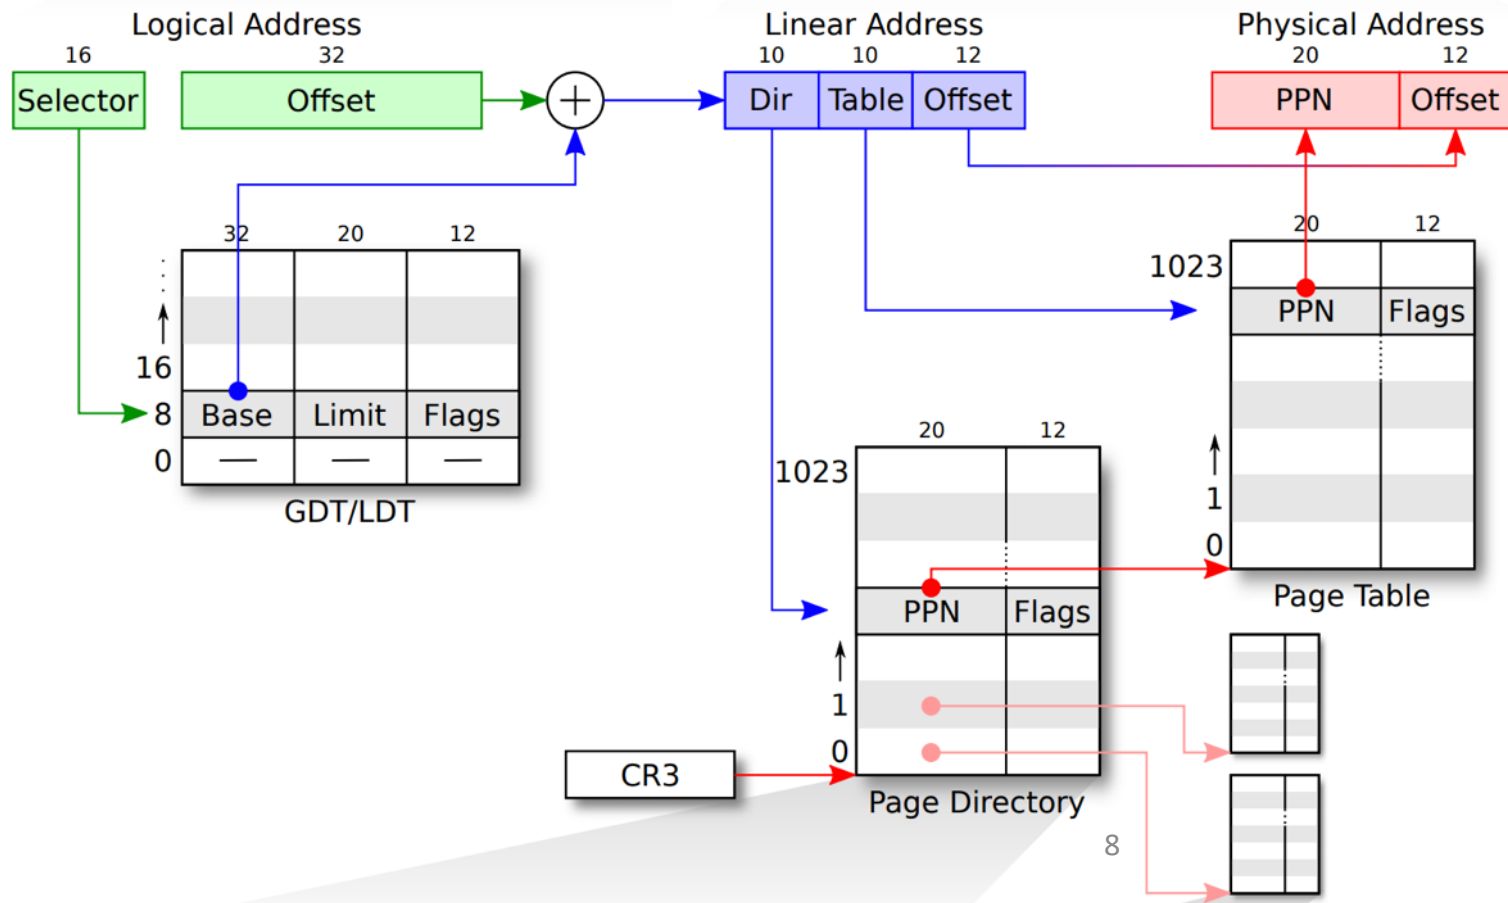 Logical Address
Linear Address
Physical Address
16
32
10
10
12
20
12
Selector
Offset
+
Dir
Table
Offset
PPN
Offset
32
20
12
20
12
1023
PPN
Flags
16
8
Base
Limit
Flags
0
— — —
GDT/LDT
20
12
1023
1
0
Page Table
PPN
Flags
1
0
CR3
Page Directory
8